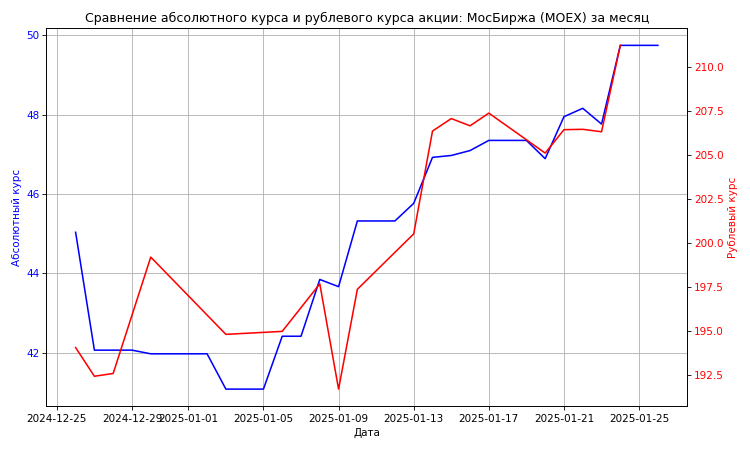 Сравнение абсолютного курса и рублевого курса акции: МосБиржа (MOEX) за месяц
50
48
46
44
42
Абсолютный курс
210.0
207.5
205.0
202.5
200.0
197.5
195.0
192.5
Рублевый курс
2024-12-25 2024-12-29 2025-01-01 2025-01-05 2025-01-09 2025-01-13 2025-01-17 2025-01-21 2025-01-25
Дата